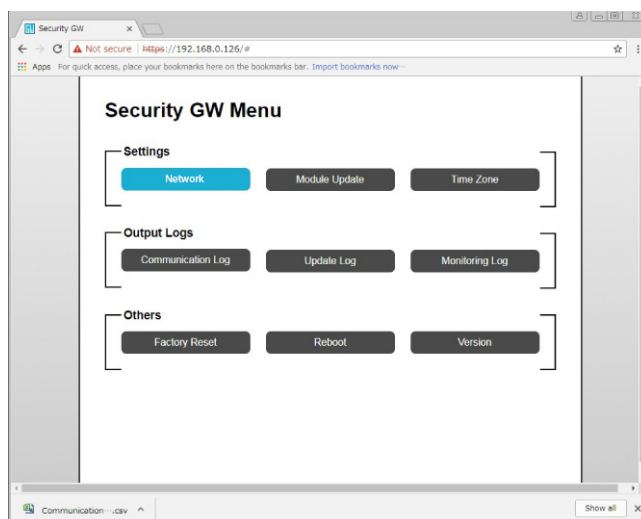 Security GW
Not secure | https://192.168.0.126/#
Apps For quick access, place your bookmarks here on the bookmarks bar. Import bookmarks now…
Security GW Menu
Settings
Network Module Update Time Zone
Output Logs
Communication Log Update Log Monitoring Log
Others
Factory Reset Reboot Version
Communication….csv Show all